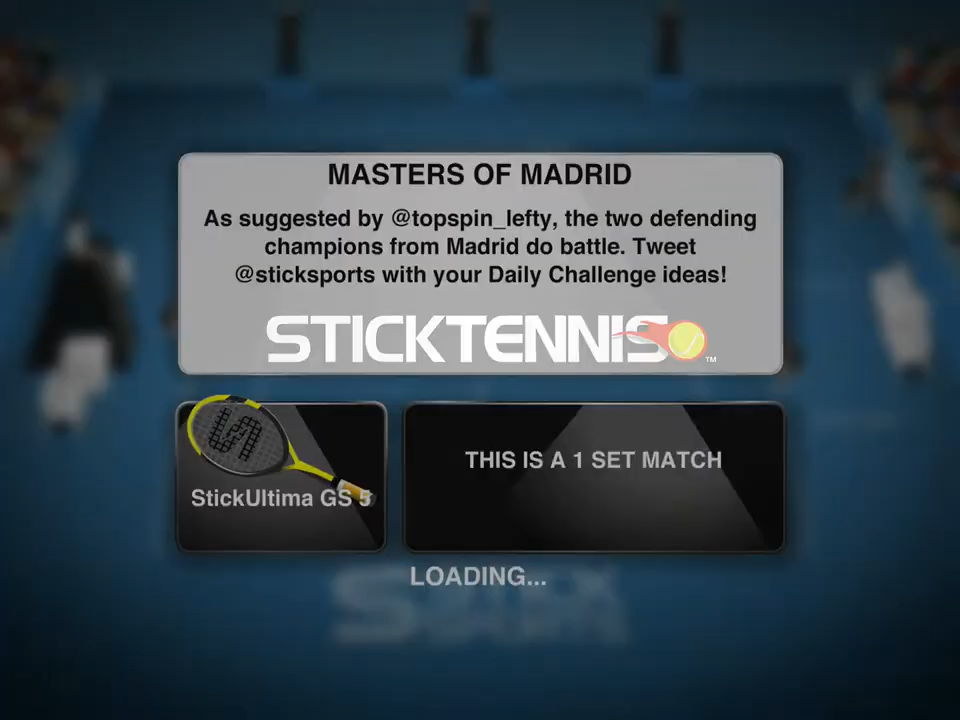 MASTERS OF MADRID
As suggested by @topspin_lefty, the two defending
champions from Madrid do battle. Tweet
@sticksports with your Daily Challenge ideas!
STICKTENNIS™
StickUltima GS 5
THIS IS A 1 SET MATCH
LOADING...